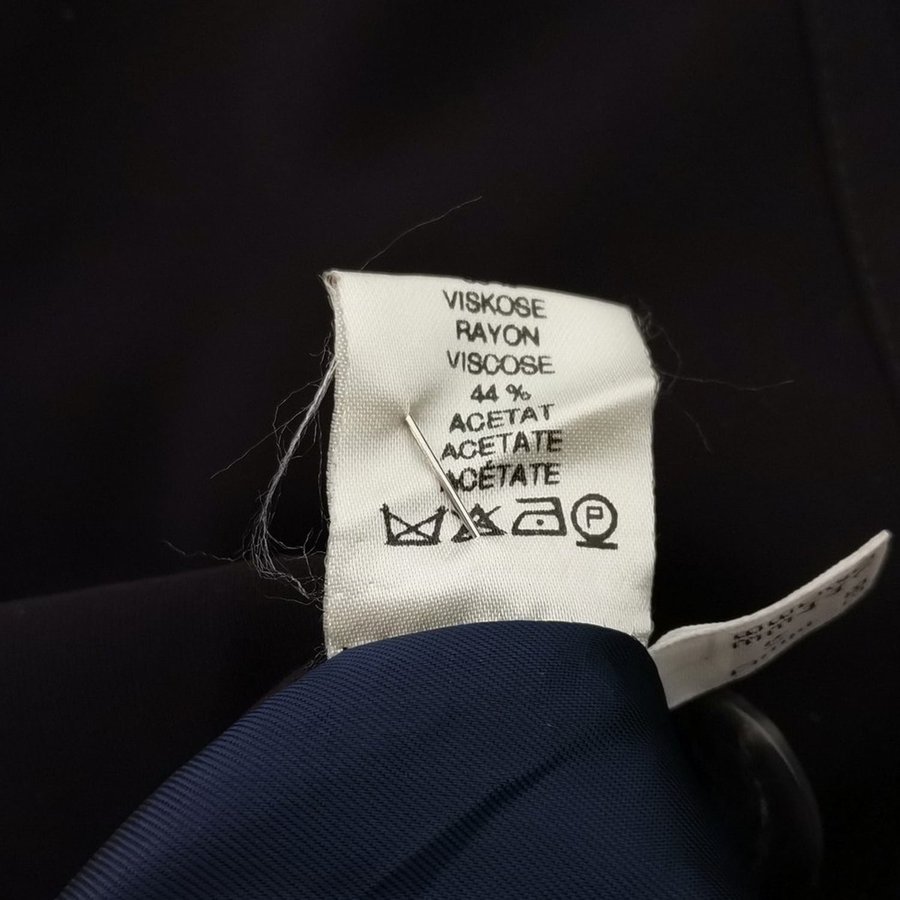 VISKOSE
RAYON
VISCOSE
44 %
ACETAT
ACETATE
ACÉTATE
P